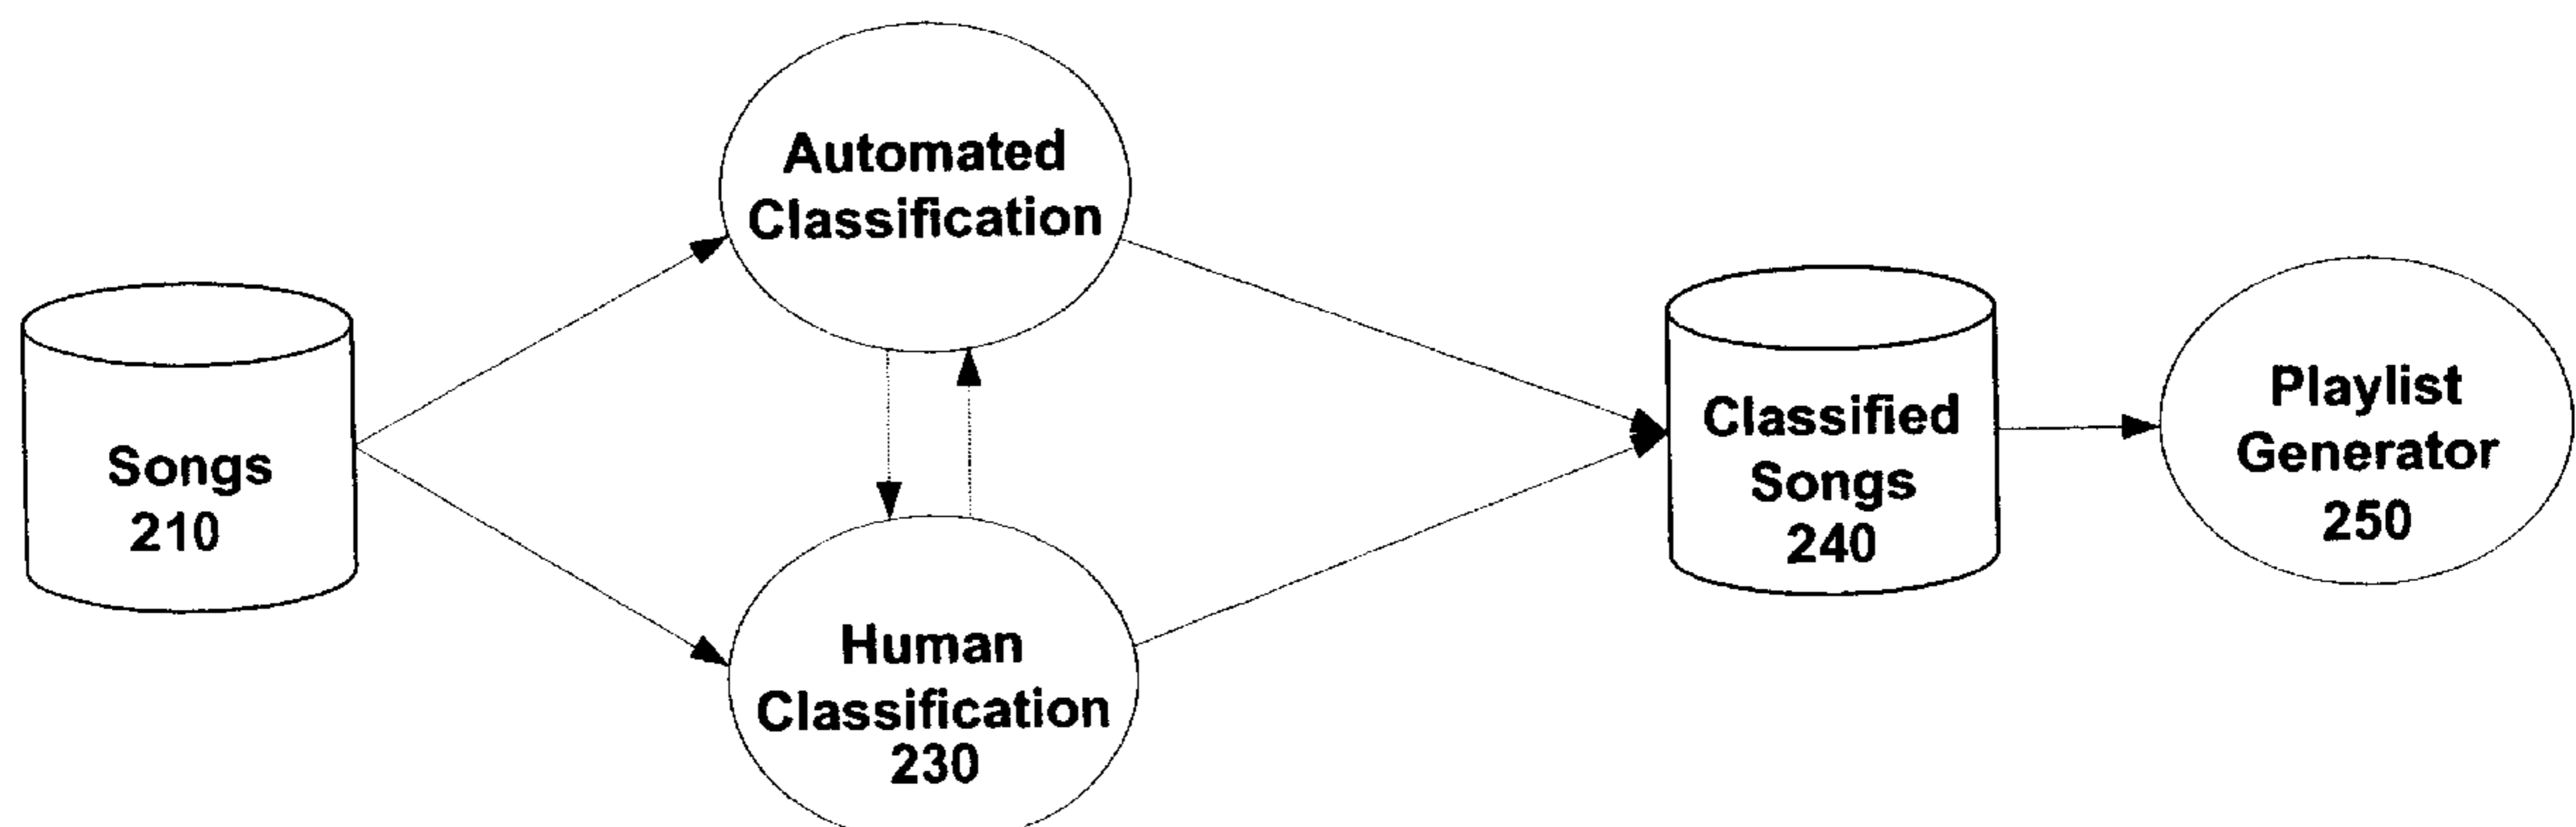 Automated
Classification
Songs
210
Human
Classification
230
Classified
Songs
240
Playlist
Generator
250